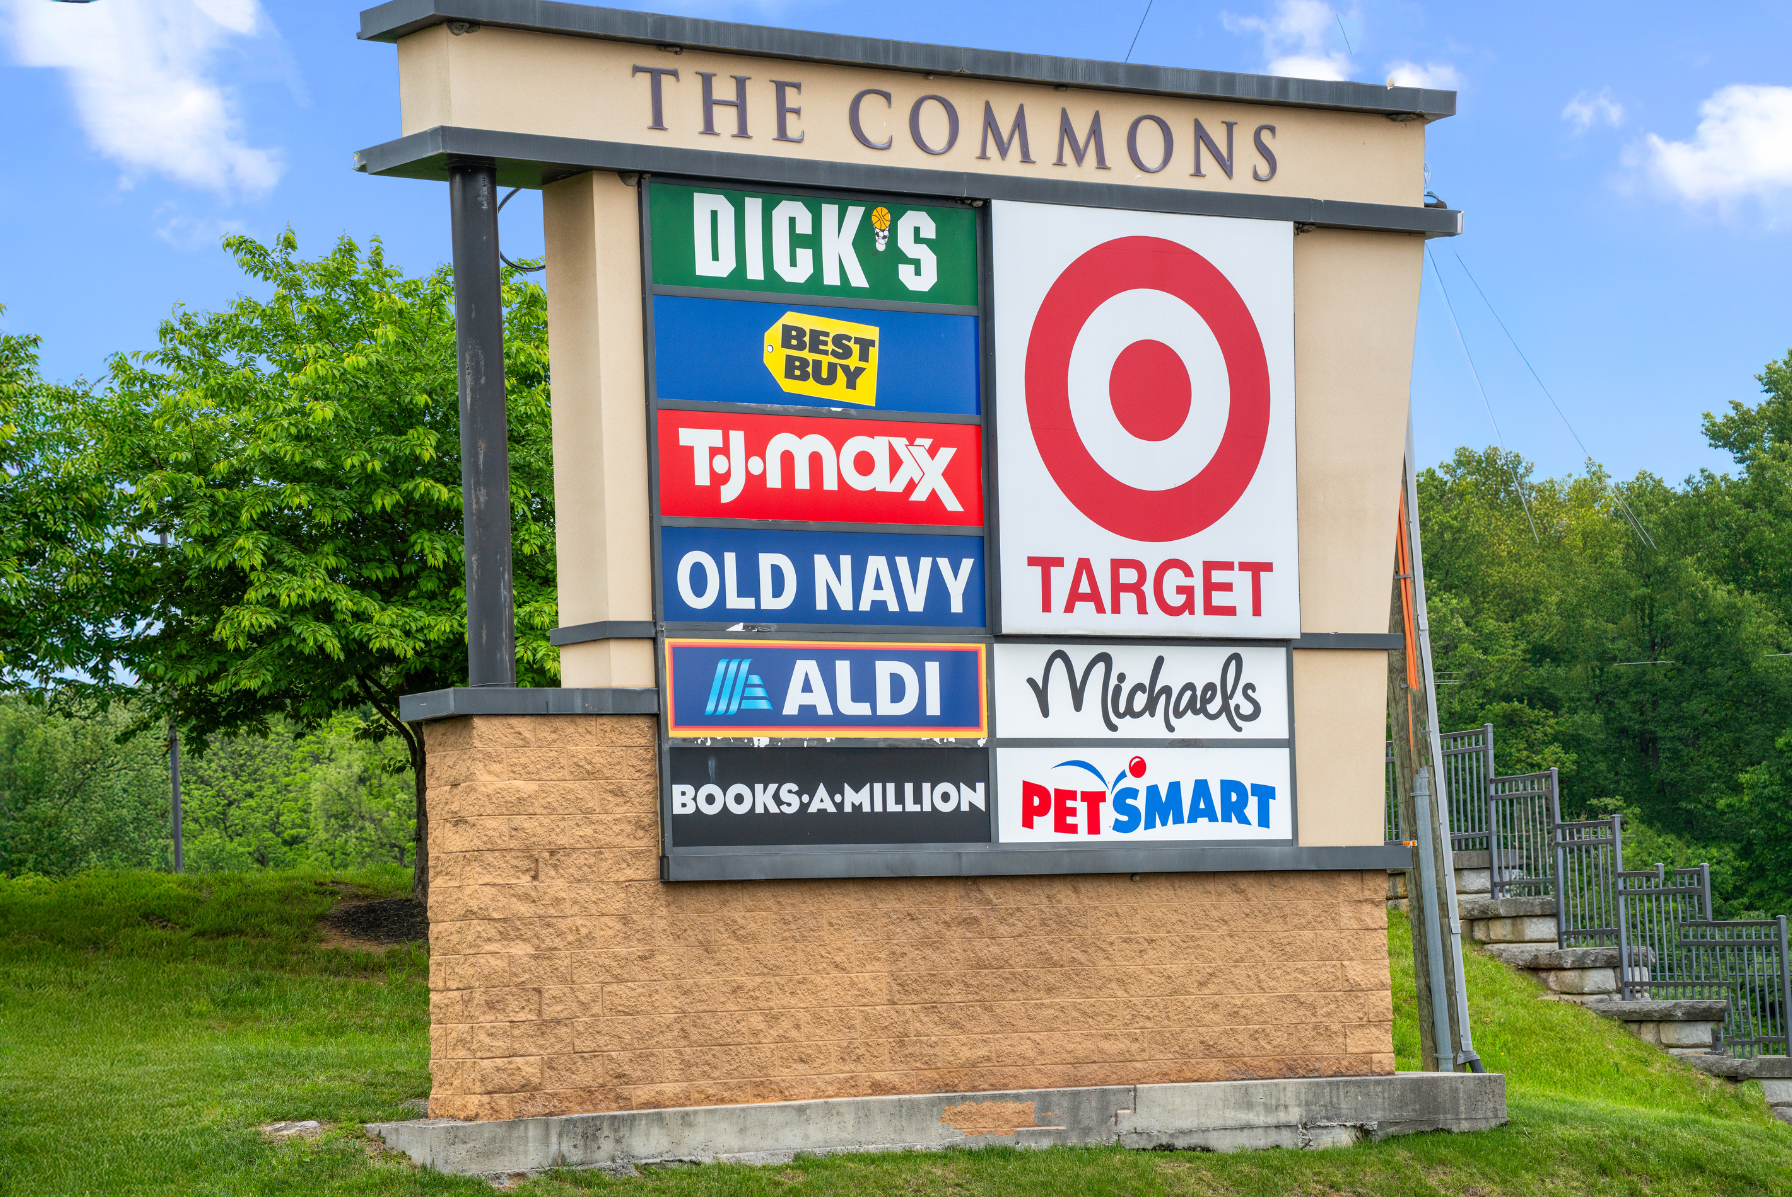 THE COMMONS
DICK'S
BEST
BUY
T·J·maxx
OLD NAVY
ALDI
BOOKS·A·MILLION
TARGET
Michaels
PETSMART